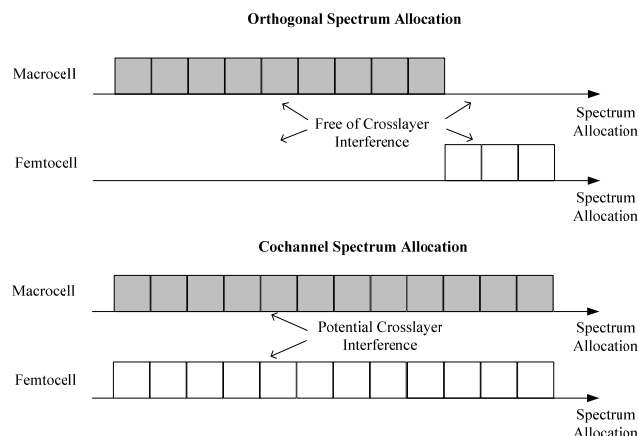 Orthogonal Spectrum Allocation
Macrocell
Spectrum
Allocation
Free of Crosslayer
Interference
Femtocell
Spectrum
Allocation
Cochannel Spectrum Allocation
Macrocell
Spectrum
Allocation
Potential Crosslayer
Interference
Femtocell
Spectrum
Allocation